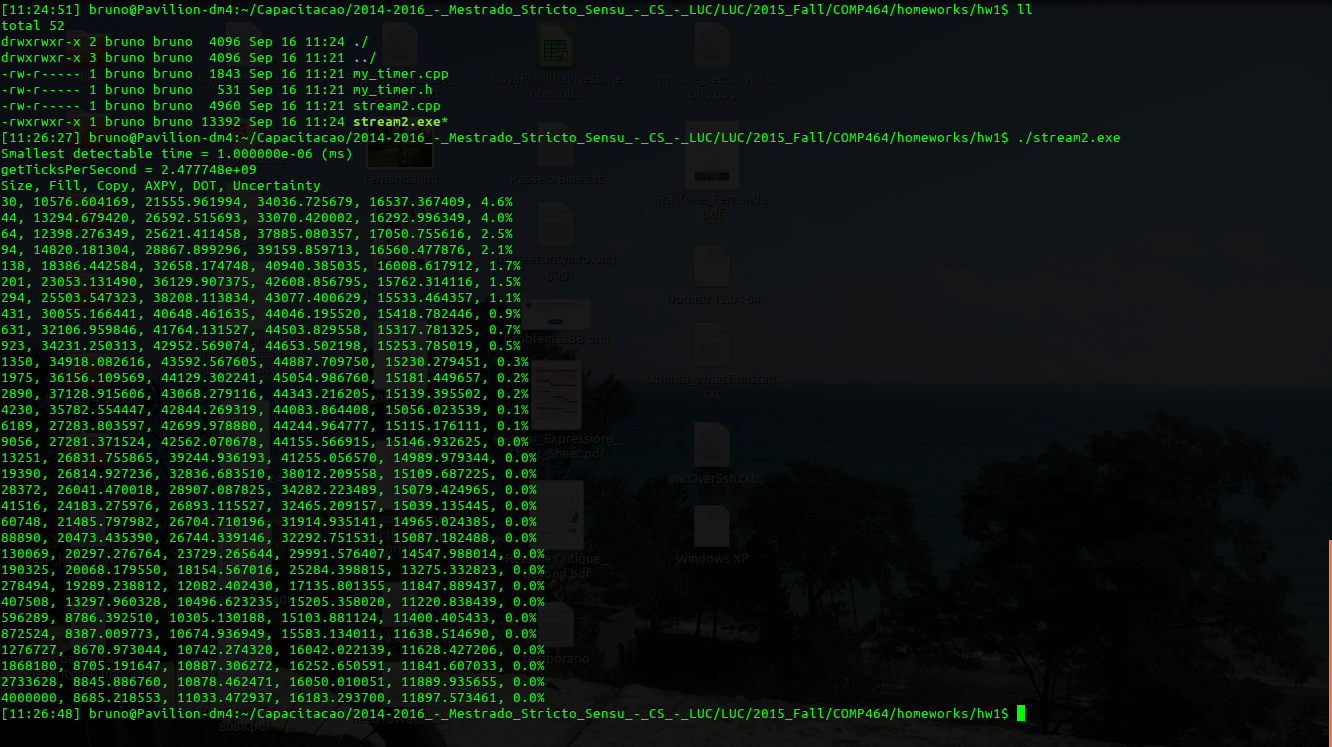 [11:24:51] bruno@Pavilion-dm4:~/Capacitacao/2014-2016_-_Mestrado_Stricto_Sensu_-_CS_-_LUC/LUC/2015_Fall/COMP464/homeworks/hw1$ ll
total 52
drwxrwxr-x 2 bruno bruno  4096 Sep 16 11:24 ./
drwxrwxr-x 3 bruno bruno  4096 Sep 16 11:21 ../
-rw-r----- 1 bruno bruno  1843 Sep 16 11:21 my_timer.cpp
-rw-r----- 1 bruno bruno   531 Sep 16 11:21 my_timer.h
-rw-r----- 1 bruno bruno  4960 Sep 16 11:21 stream2.cpp
-rwxrwxr-x 1 bruno bruno 13392 Sep 16 11:24 stream2.exe*
[11:26:27] bruno@Pavilion-dm4:~/Capacitacao/2014-2016_-_Mestrado_Stricto_Sensu_-_CS_-_LUC/LUC/2015_Fall/COMP464/homeworks/hw1$ ./stream2.exe
Smallest detectable time = 1.000000e-06 (ms)
getTicksPerSecond = 2.477748e+09
Size, Fill, Copy, AXPY, DOT, Uncertainty
30, 10576.604169, 21555.961994, 34036.725679, 16537.367409, 4.6%
44, 13294.679420, 26592.515693, 33070.420002, 16292.996349, 4.0%
64, 12398.276349, 25621.411458, 37885.080357, 17050.755616, 2.5%
94, 14820.181304, 28867.899296, 39159.859713, 16560.477876, 2.1%
138, 18386.442584, 32658.174748, 40940.385035, 16008.617912, 1.7%
201, 23053.131490, 36129.907375, 42608.856795, 15762.314116, 1.5%
294, 25503.547323, 38208.113834, 43077.400629, 15533.464357, 1.1%
431, 30055.166441, 40648.461635, 44046.195520, 15418.782446, 0.9%
631, 32106.959846, 41764.131527, 44503.829558, 15317.781325, 0.7%
923, 34231.250313, 42952.569074, 44653.502198, 15253.785019, 0.5%
1350, 34918.082616, 43592.567605, 44887.709750, 15230.279451, 0.3%
1975, 36156.109569, 44129.302241, 45054.986760, 15181.449657, 0.2%
2890, 37128.915606, 43068.279116, 44343.216205, 15139.395502, 0.2%
4230, 35782.554447, 42844.269319, 44083.864408, 15056.023539, 0.1%
6189, 27283.803597, 42699.978880, 44244.964777, 15115.176111, 0.1%
9056, 27281.371524, 42562.070678, 44155.566915, 15146.932625, 0.0%
13251, 26831.755865, 39244.936193, 41255.056570, 14989.979344, 0.0%
19390, 26814.927236, 32836.683510, 38012.209558, 15109.687225, 0.0%
28372, 26041.470018, 28907.087825, 34282.223489, 15079.424965, 0.0%
41516, 24183.275976, 26893.115527, 32465.209157, 15039.135445, 0.0%
60748, 21485.797982, 26704.710196, 31914.935141, 14965.024385, 0.0%
88890, 20473.435390, 26744.339146, 32292.751531, 15087.182488, 0.0%
130069, 20297.276764, 23729.265644, 29991.576407, 14547.988014, 0.0%
190325, 20068.179550, 18154.567016, 25284.398815, 13275.332823, 0.0%
278494, 19289.238812, 12082.402430, 17135.801355, 11847.889437, 0.0%
407508, 13297.960328, 10496.623235, 15205.358020, 11220.838439, 0.0%
596289, 8786.392510, 10305.130188, 15103.881124, 11400.405433, 0.0%
872524, 8387.009773, 10674.936949, 15583.134011, 11638.514690, 0.0%
1276727, 8670.973044, 10742.274320, 16042.022139, 11628.427206, 0.0%
1868180, 8705.191647, 10887.306272, 16252.650591, 11841.607033, 0.0%
2733628, 8845.886760, 10878.462471, 16050.010051, 11889.935655, 0.0%
4000000, 8685.218553, 11033.472937, 16183.293700, 11897.573461, 0.0%
[11:26:48] bruno@Pavilion-dm4:~/Capacitacao/2014-2016_-_Mestrado_Stricto_Sensu_-_CS_-_LUC/LUC/2015_Fall/COMP464/homeworks/hw1$
fernanda.jpg
Passeio Bike.txt
Tracfone_Fernanda.
pdf
Ubuntu 12.04 64
vncOverSsh.txt
Windows XP